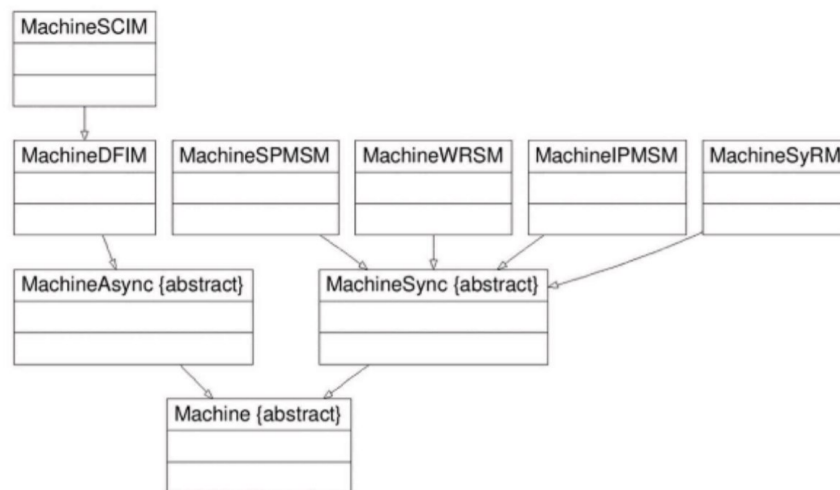 MachineSCIM
MachineDFIM
MachineSPMSM
MachineWRSM
MachineIPMSM
MachineSyRM
MachineAsync {abstract}
MachineSync {abstract}
Machine {abstract}